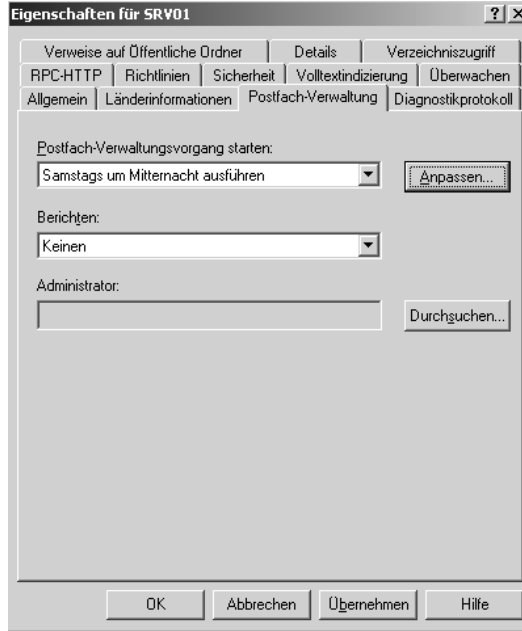 Eigenschaften für SRV01
Verweise auf Öffentliche Ordner Details Verzeichniszugriff
RPC-HTTP Richtlinien Sicherheit Volltextindizierung Überwachen
Allgemein Länderinformationen Postfach-Verwaltung Diagnostikprotokoll
Postfach-Verwaltungsvorgang starten:
Samstags um Mitternacht ausführen Anpassen...
Berichten:
Keinen
Administrator:
Durchsuchen...
OK Abbrechen Übernehmen Hilfe